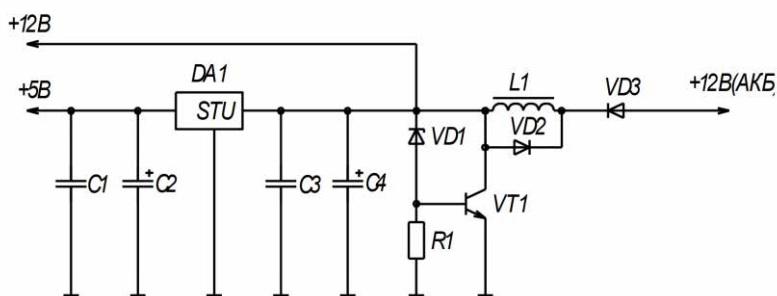 +12В
+5В
DA1
STU
L1
VD3
+12В(АКБ)
VD1
VD2
C1
+
C2
C3
+
C4
VT1
R1